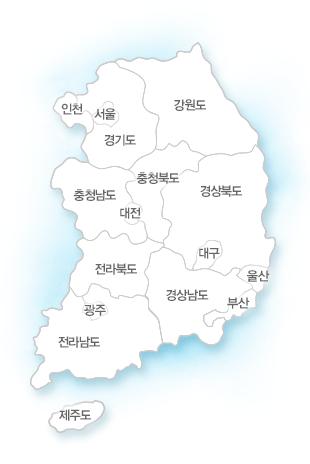 인천
서울
강원도
경기도
충청북도
충청남도
경상북도
대전
대구
전라북도
울산
경상남도
부산
광주
전라남도
제주도